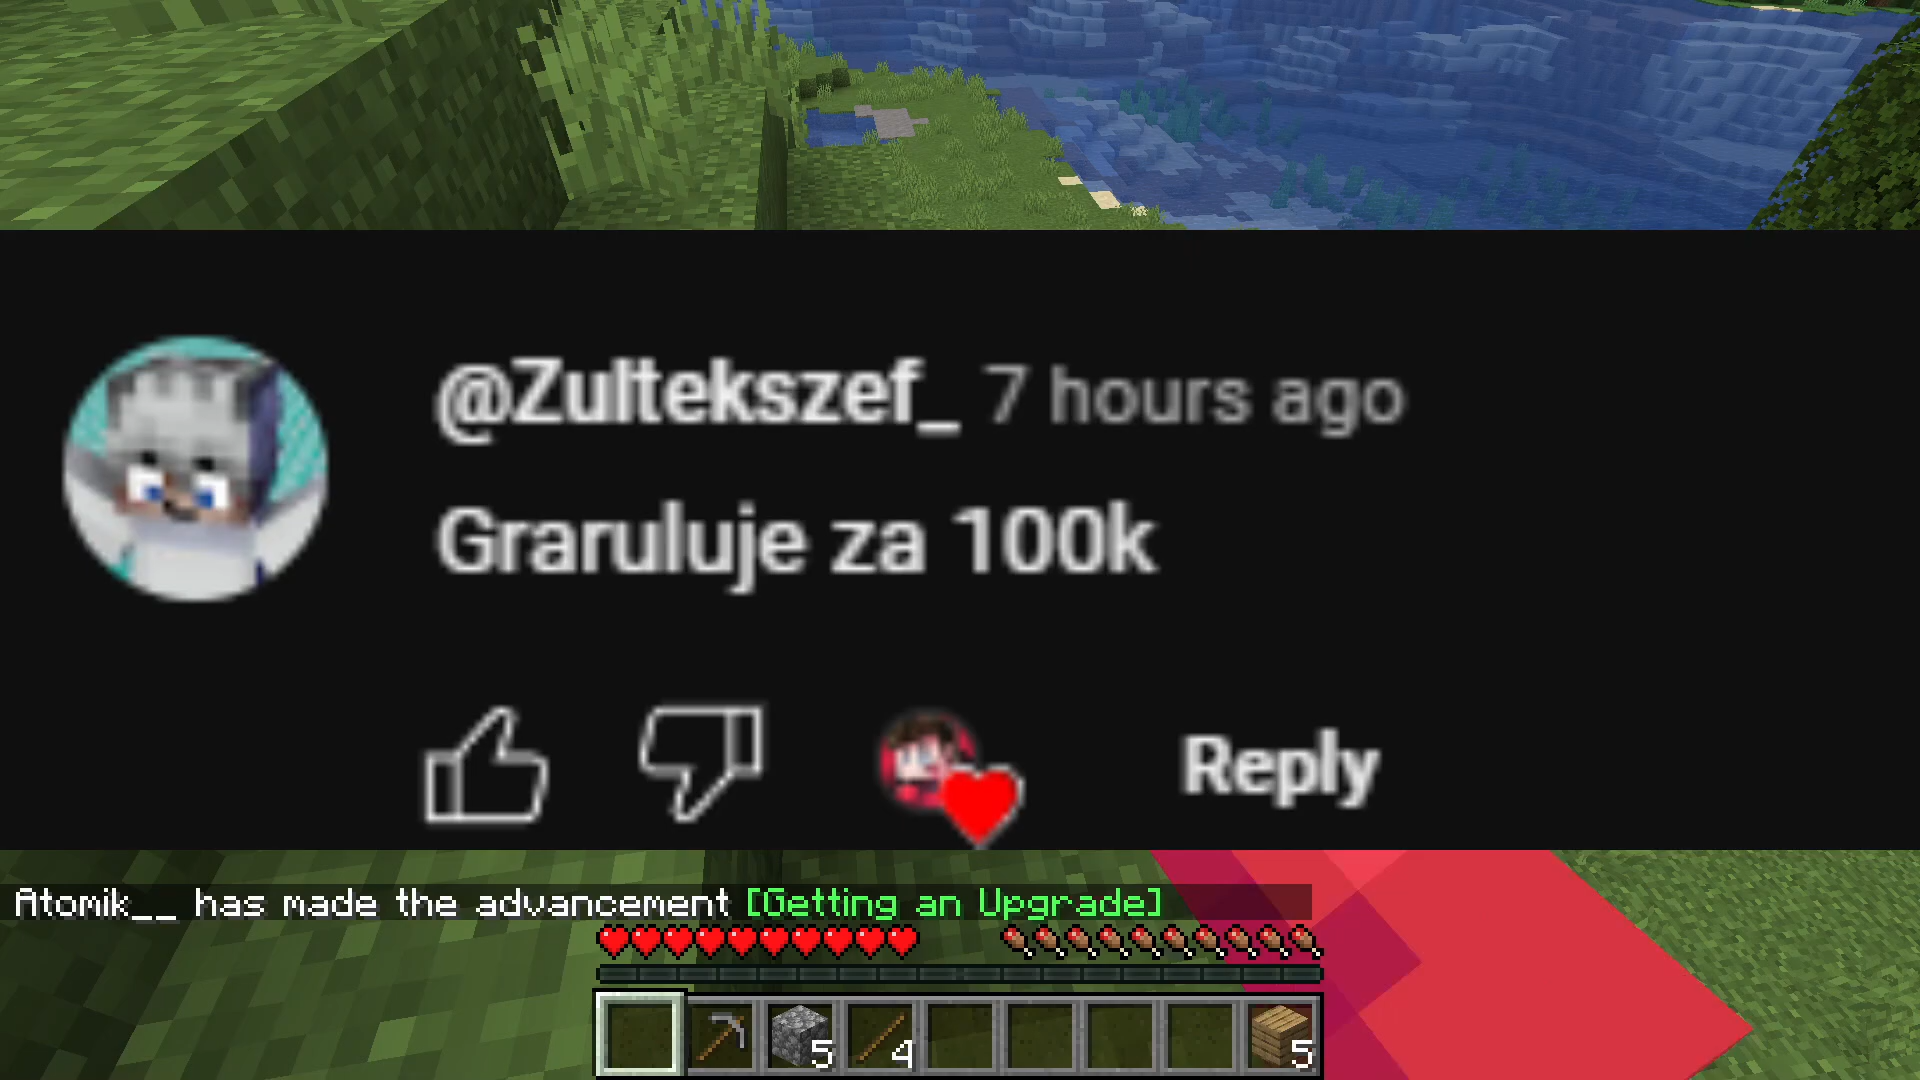 @Zultekszef_ 7 hours ago
Graruluje za 100k
Reply
Atomik__ has made the advancement [Getting an Upgrade]
5 4 5